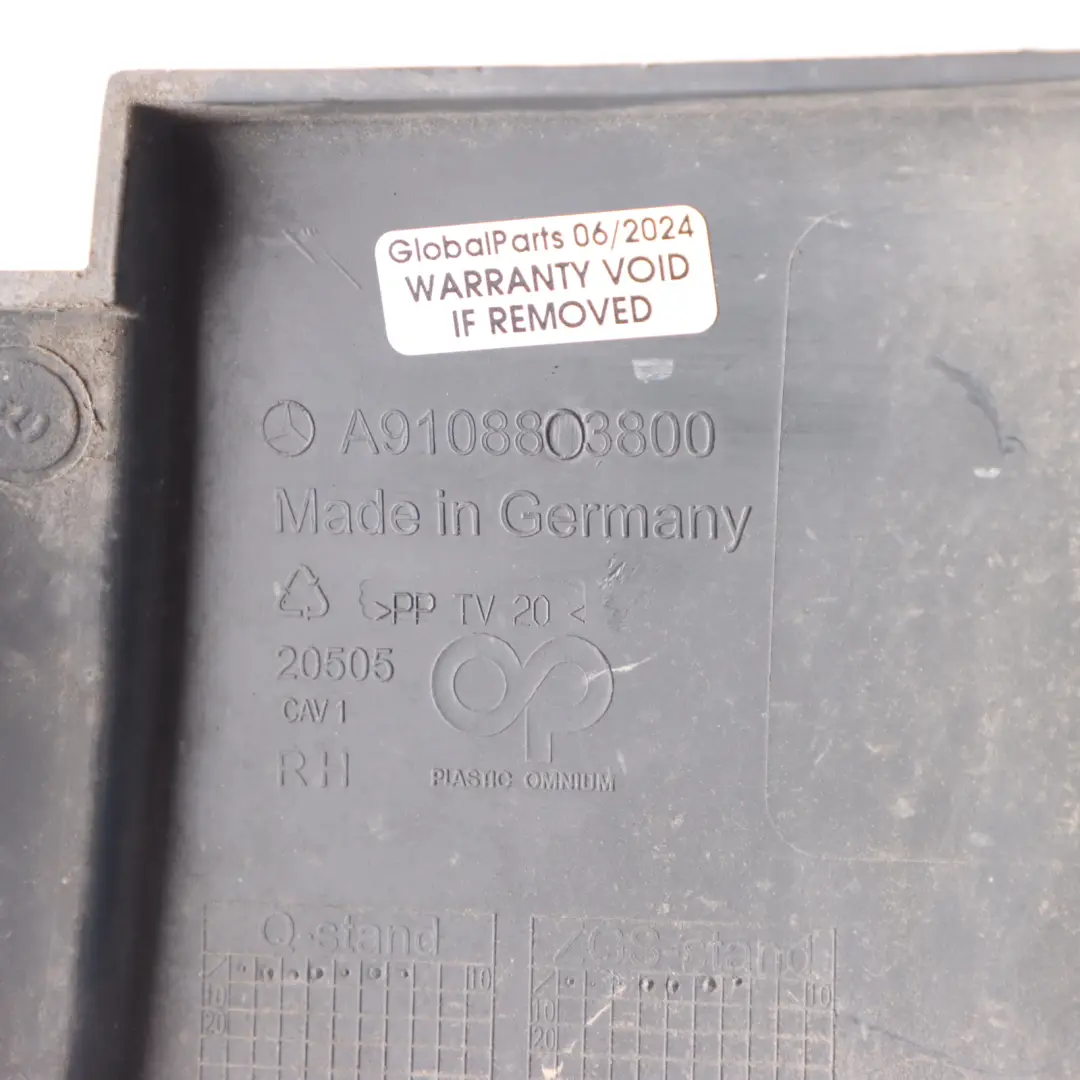 GlobalParts 06/2024
WARRANTY VOID
IF REMOVED
A9108803800
Made in Germany
>PP TV 20<
20505
CAV 1
RH
PLASTIC OMNIUM
Q-stand
ZGS-stand
10
10
10
10
20
20